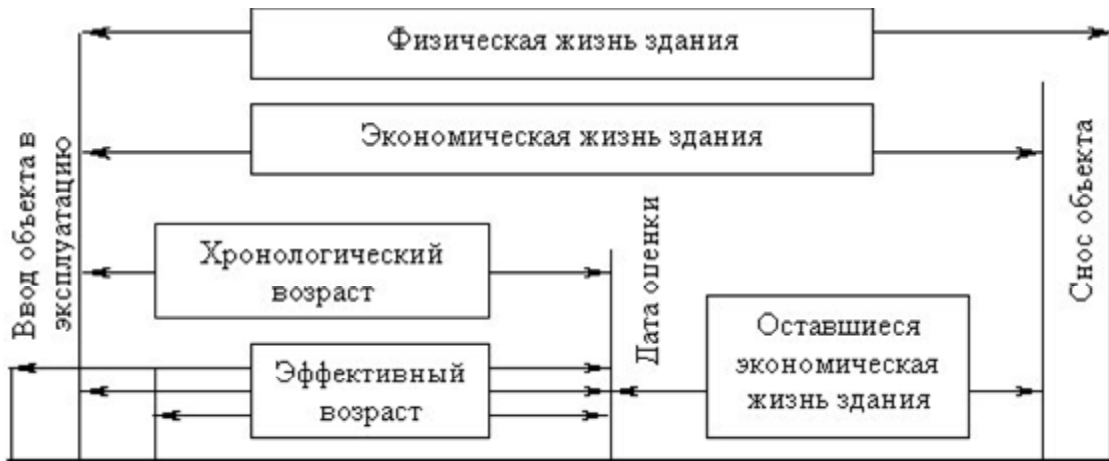 Физическая жизнь здания
Экономическая жизнь здания
Ввод объекта в
эксплуатацию
Хронологический
возраст
Эффективный
возраст
Дата оценки
Оставшиеся
экономическая
жизнь здания
Снос объекта